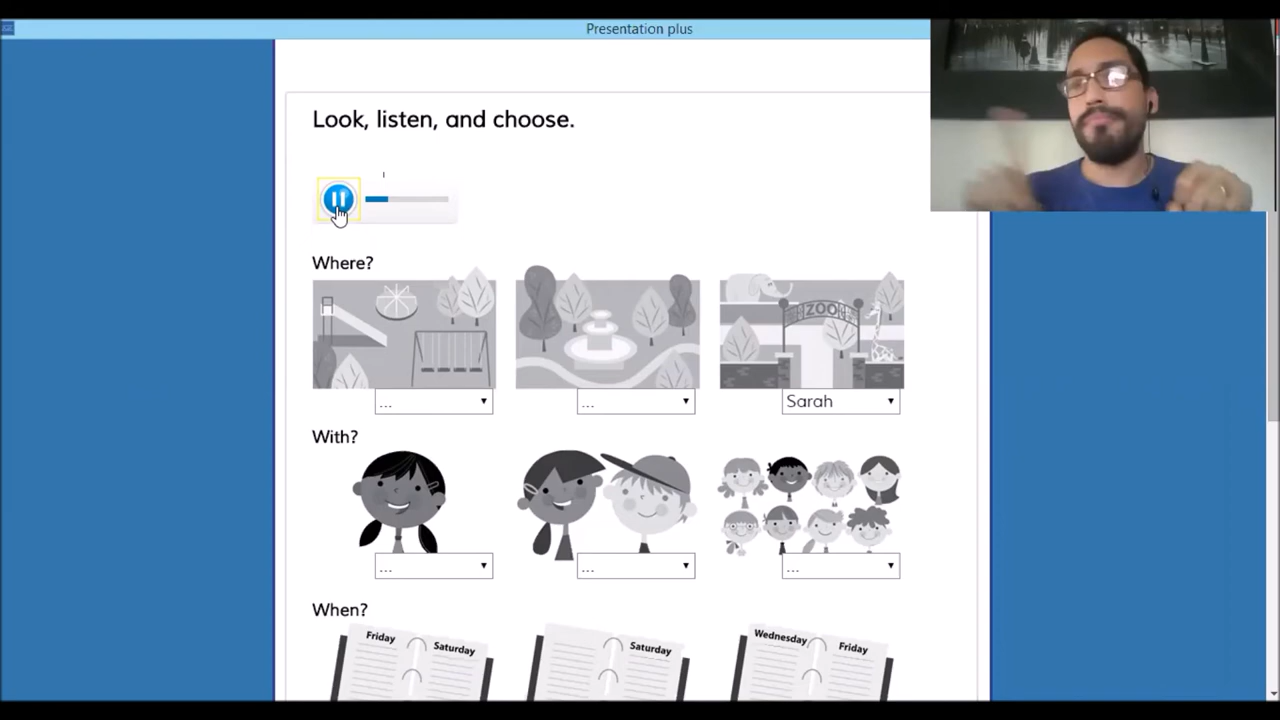 Presentation plus
Look, listen, and choose.
Where?
ZOO
...
...
Sarah
With?
...
...
...
When?
Friday
Saturday
Saturday
Wednesday
Friday